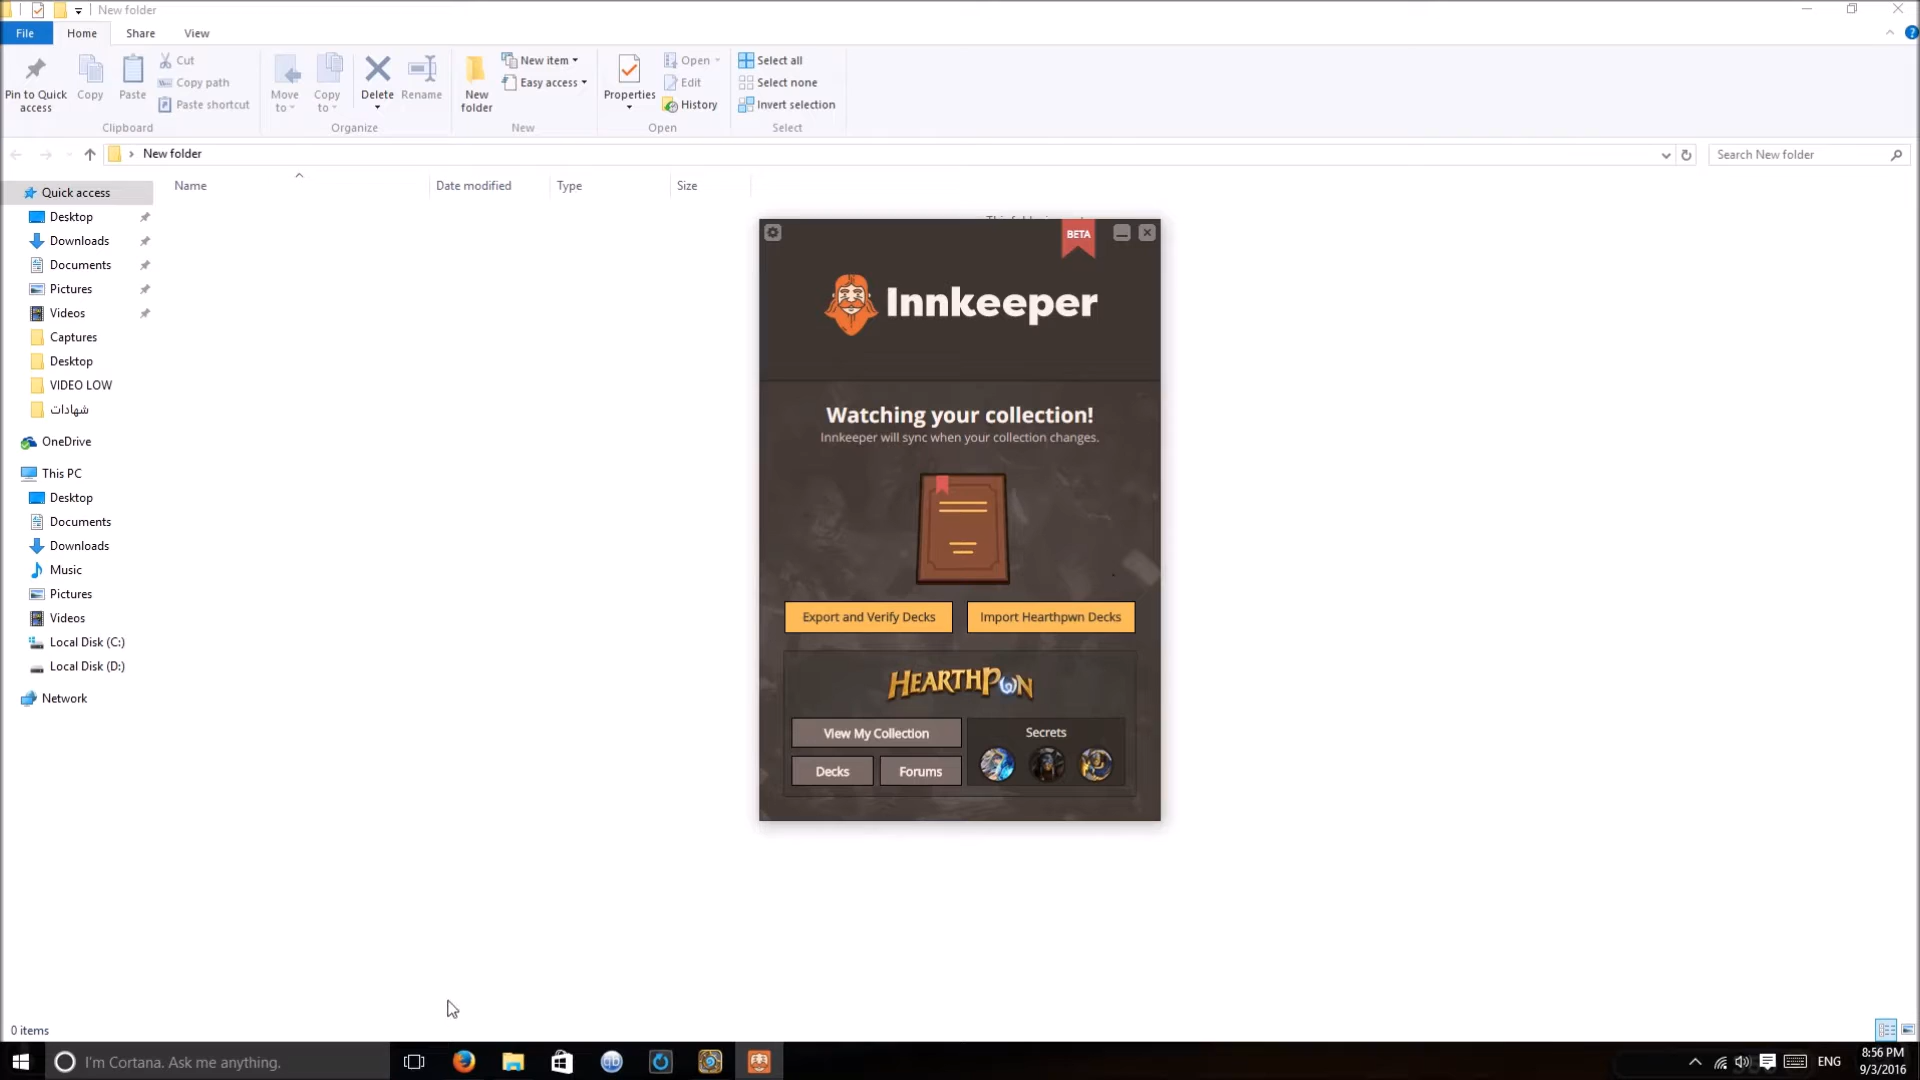 New folder
File
Home
Share
View
Pin to Quick access
Copy
Paste
Cut
Copy path
Paste shortcut
Clipboard
Move to
Copy to
Delete
Rename
Organize
New folder
New item
Easy access
New
Properties
Open
Edit
History
Open
Select all
Select none
Invert selection
Select
New folder
Search New folder
Name
Date modified
Type
Size
Quick access
Desktop
Downloads
Documents
Pictures
Videos
Captures
Desktop
VIDEO LOW
شهادات
OneDrive
This PC
Desktop
Documents
Downloads
Music
Pictures
Videos
Local Disk (C:)
Local Disk (D:)
Network
BETA
Innkeeper
Watching your collection!
Innkeeper will sync when your collection changes.
Export and Verify Decks
Import Hearthpwn Decks
HEARTHPWN
View My Collection
Secrets
Decks
Forums
0 items
I'm Cortana. Ask me anything.
ENG
8:56 PM
9/3/2016